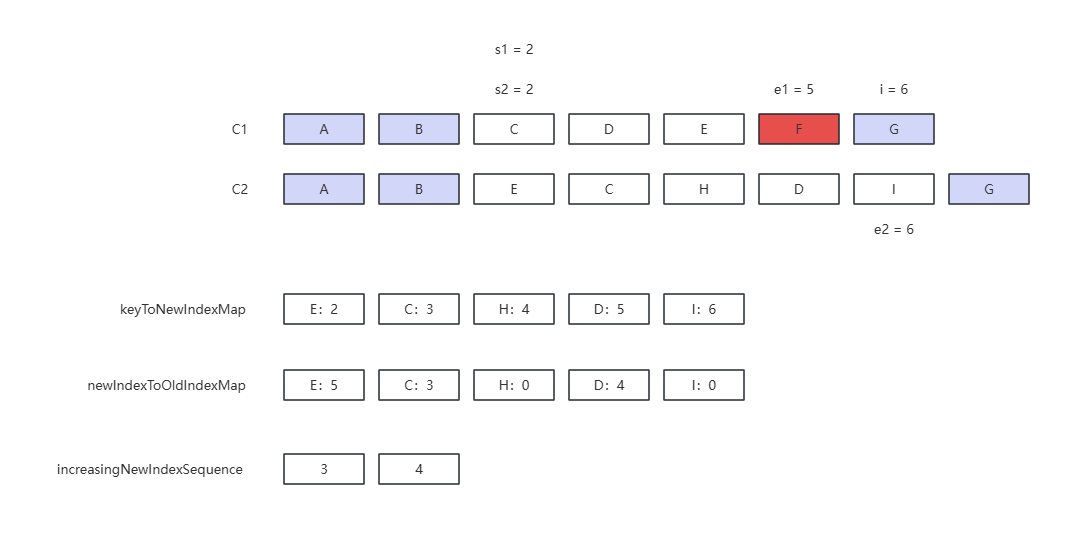 s1 = 2
s2 = 2 e1 = 5 i = 6
C1 A B C D E F G
C2 A B E C H D I G
e2 = 6
keyToNewIndexMap E: 2 C: 3 H: 4 D: 5 I: 6
newIndexToOldIndexMap E: 5 C: 3 H: 0 D: 4 I: 0
increasingNewIndexSequence 3 4